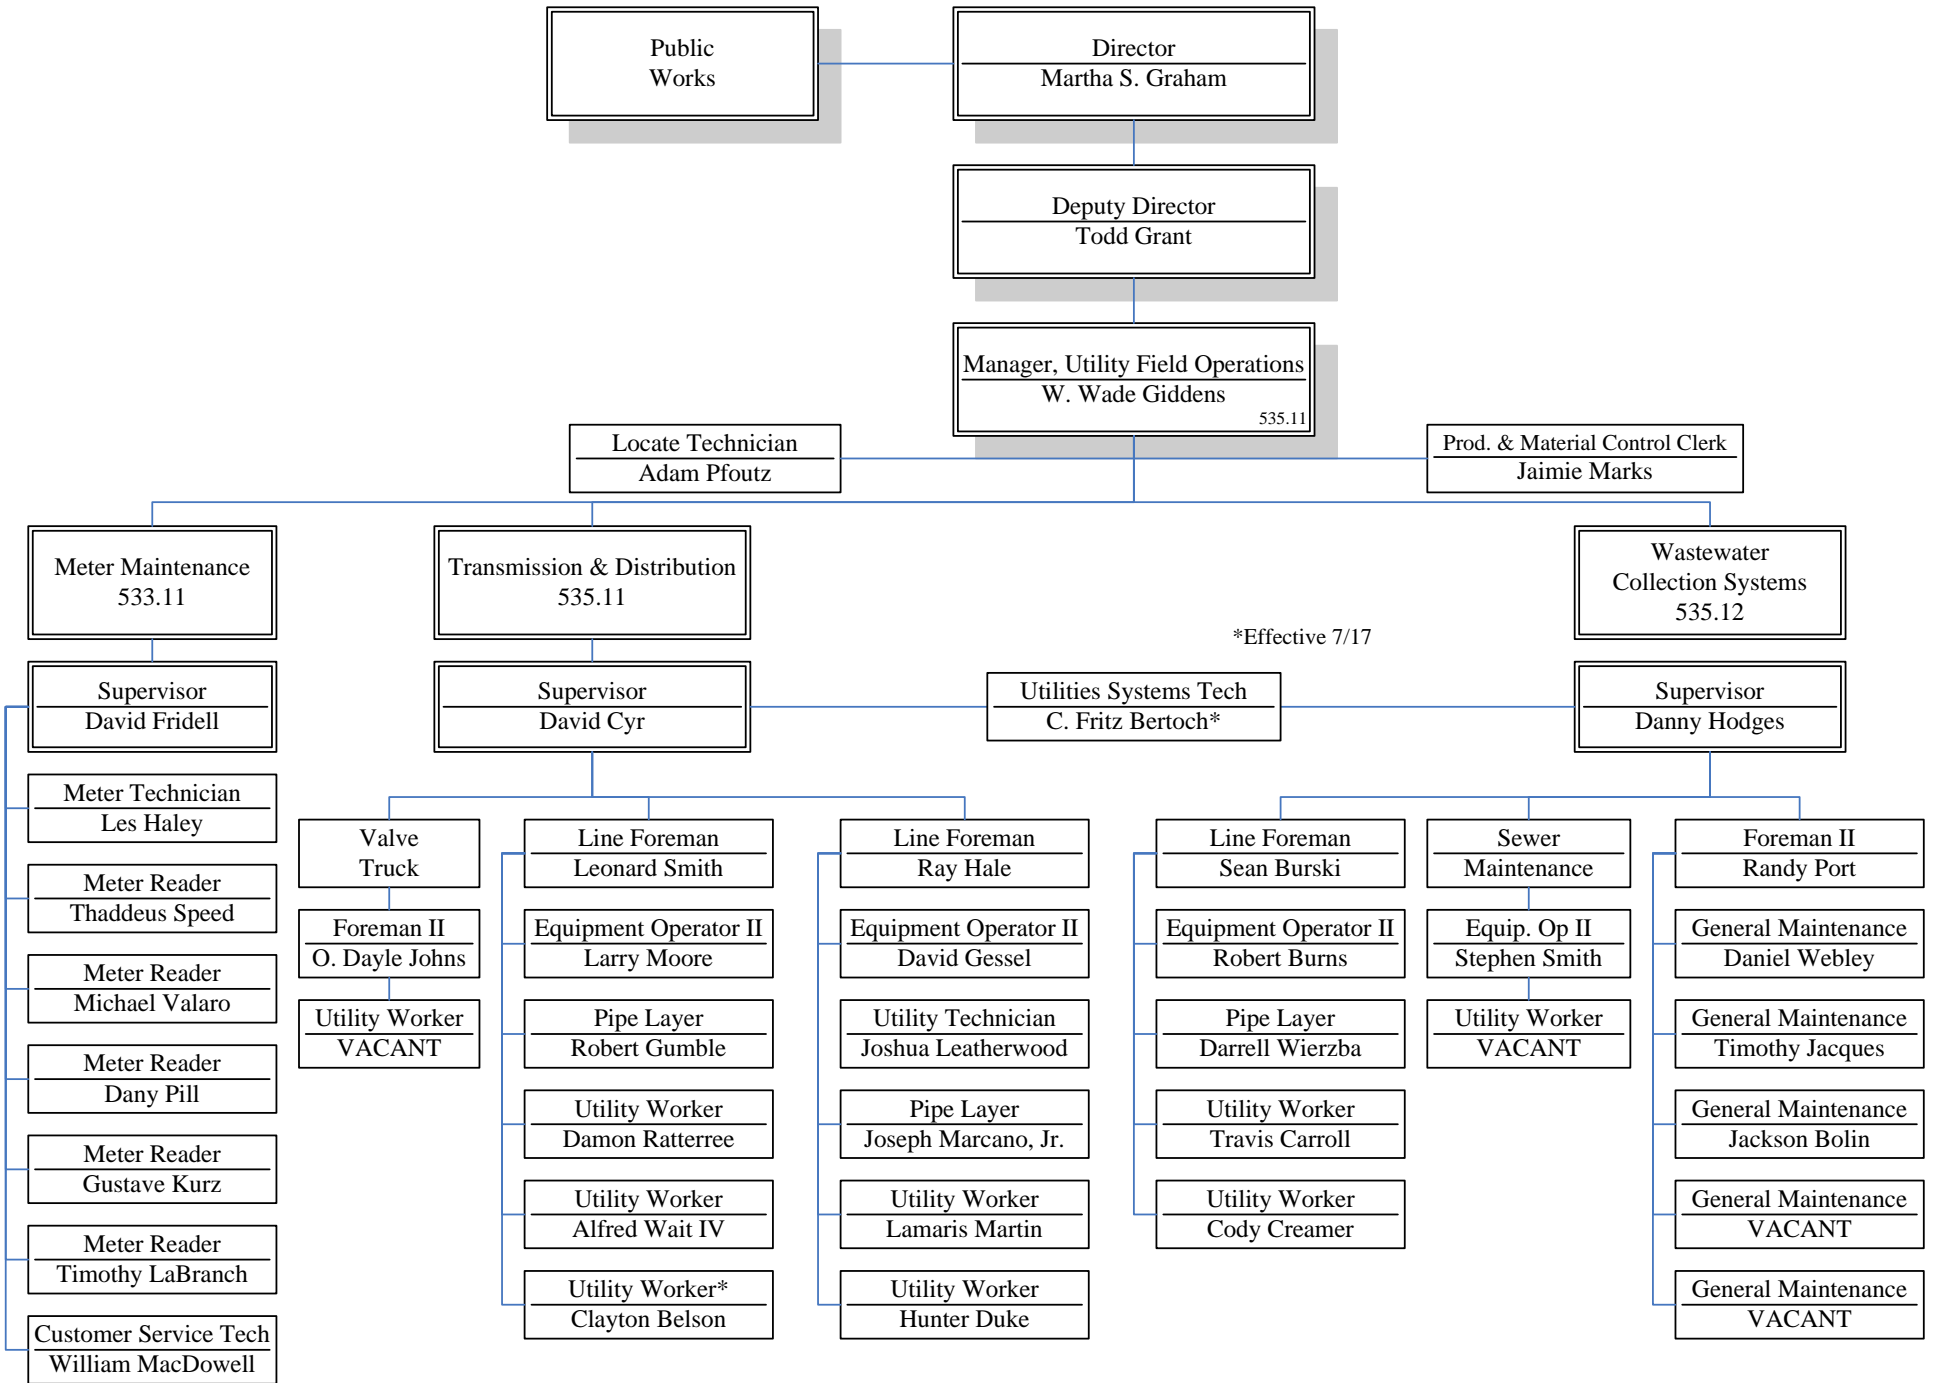 Public
Works
Director
Martha S. Graham
Deputy Director
Todd Grant
Manager, Utility Field Operations
W. Wade Giddens
535.11
Locate Technician
Adam Pfoutz
Prod. & Material Control Clerk
Jaimie Marks
Meter Maintenance
533.11
Transmission & Distribution
535.11
Wastewater
Collection Systems
535.12
*Effective 7/17
Supervisor
David Fridell
Supervisor
David Cyr
Utilities Systems Tech
C. Fritz Bertoch*
Supervisor
Danny Hodges
Meter Technician
Les Haley
Meter Reader
Thaddeus Speed
Meter Reader
Michael Valaro
Meter Reader
Dany Pill
Meter Reader
Gustave Kurz
Meter Reader
Timothy LaBranch
Customer Service Tech
William MacDowell
Valve
Truck
Foreman II
O. Dayle Johns
Utility Worker
VACANT
Line Foreman
Leonard Smith
Equipment Operator II
Larry Moore
Pipe Layer
Robert Gumble
Utility Worker
Damon Ratterree
Utility Worker
Alfred Wait IV
Utility Worker*
Clayton Belson
Line Foreman
Ray Hale
Equipment Operator II
David Gessel
Utility Technician
Joshua Leatherwood
Pipe Layer
Joseph Marcano, Jr.
Utility Worker
Lamaris Martin
Utility Worker
Hunter Duke
Line Foreman
Sean Burski
Equipment Operator II
Robert Burns
Pipe Layer
Darrell Wierzba
Utility Worker
Travis Carroll
Utility Worker
Cody Creamer
Sewer
Maintenance
Equip. Op II
Stephen Smith
Utility Worker
VACANT
Foreman II
Randy Port
General Maintenance
Daniel Webley
General Maintenance
Timothy Jacques
General Maintenance
Jackson Bolin
General Maintenance
VACANT
General Maintenance
VACANT